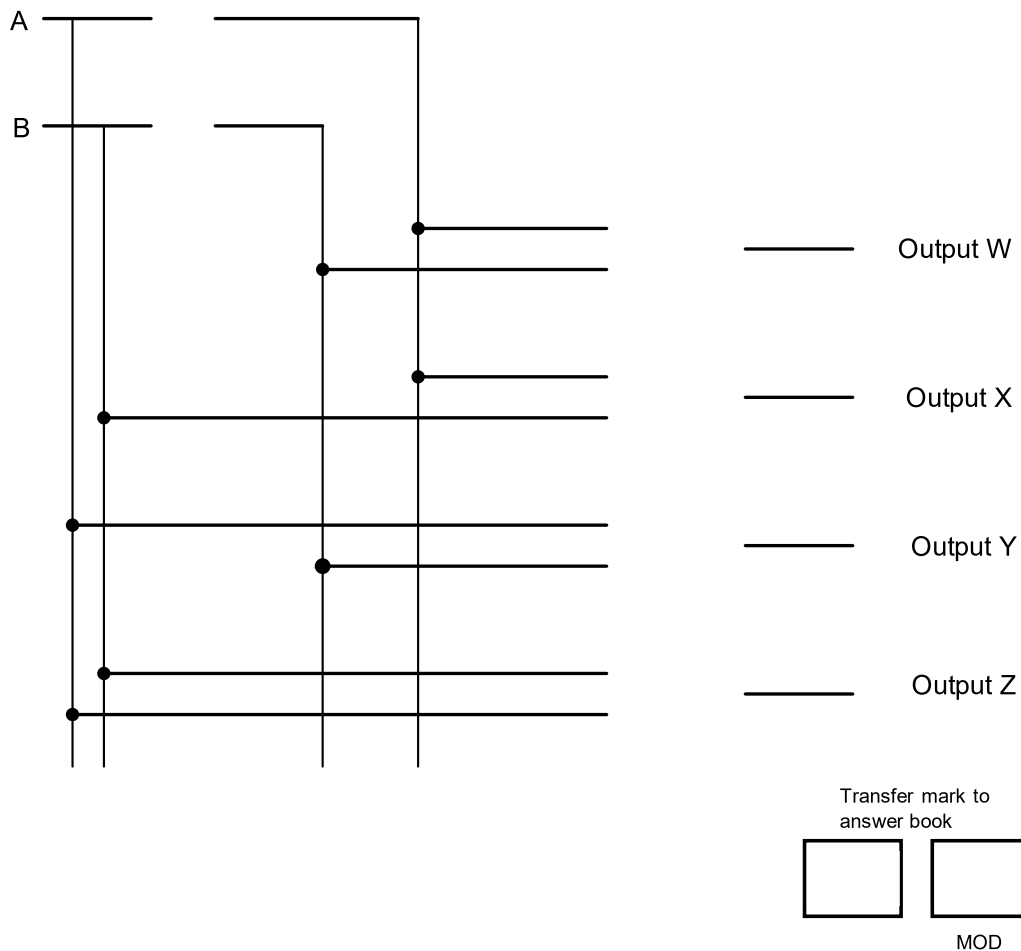 A
B
Output W
Output X
Output Y
Output Z
Transfer mark to
answer book
MOD